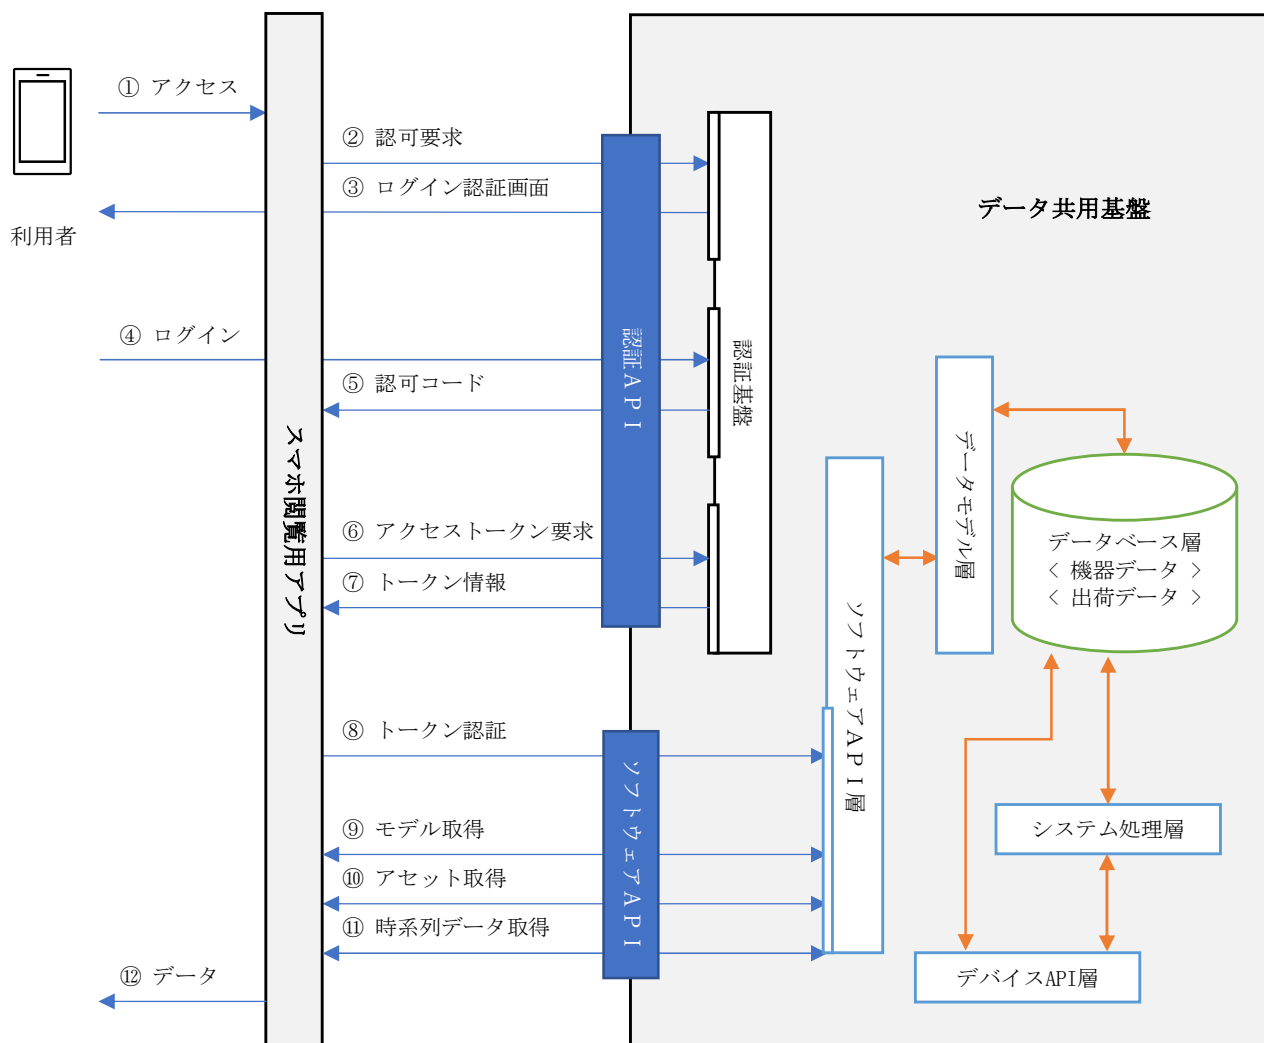 ① アクセス
② 認可要求
③ ログイン認証画面
利用者
データ共用基盤
④ ログイン
⑤ 認可コード
⑥ アクセストークン要求
⑦ トークン情報
認証API
認証基盤
スマホ閲覧用アプリ
データモデル層
データベース層
< 機器データ >
< 出荷データ >
ソフトウェアAPI層
⑧ トークン認証
⑨ モデル取得
⑩ アセット取得
⑪ 時系列データ取得
ソフトウェアAPI
システム処理層
デバイスAPI層
⑫ データ